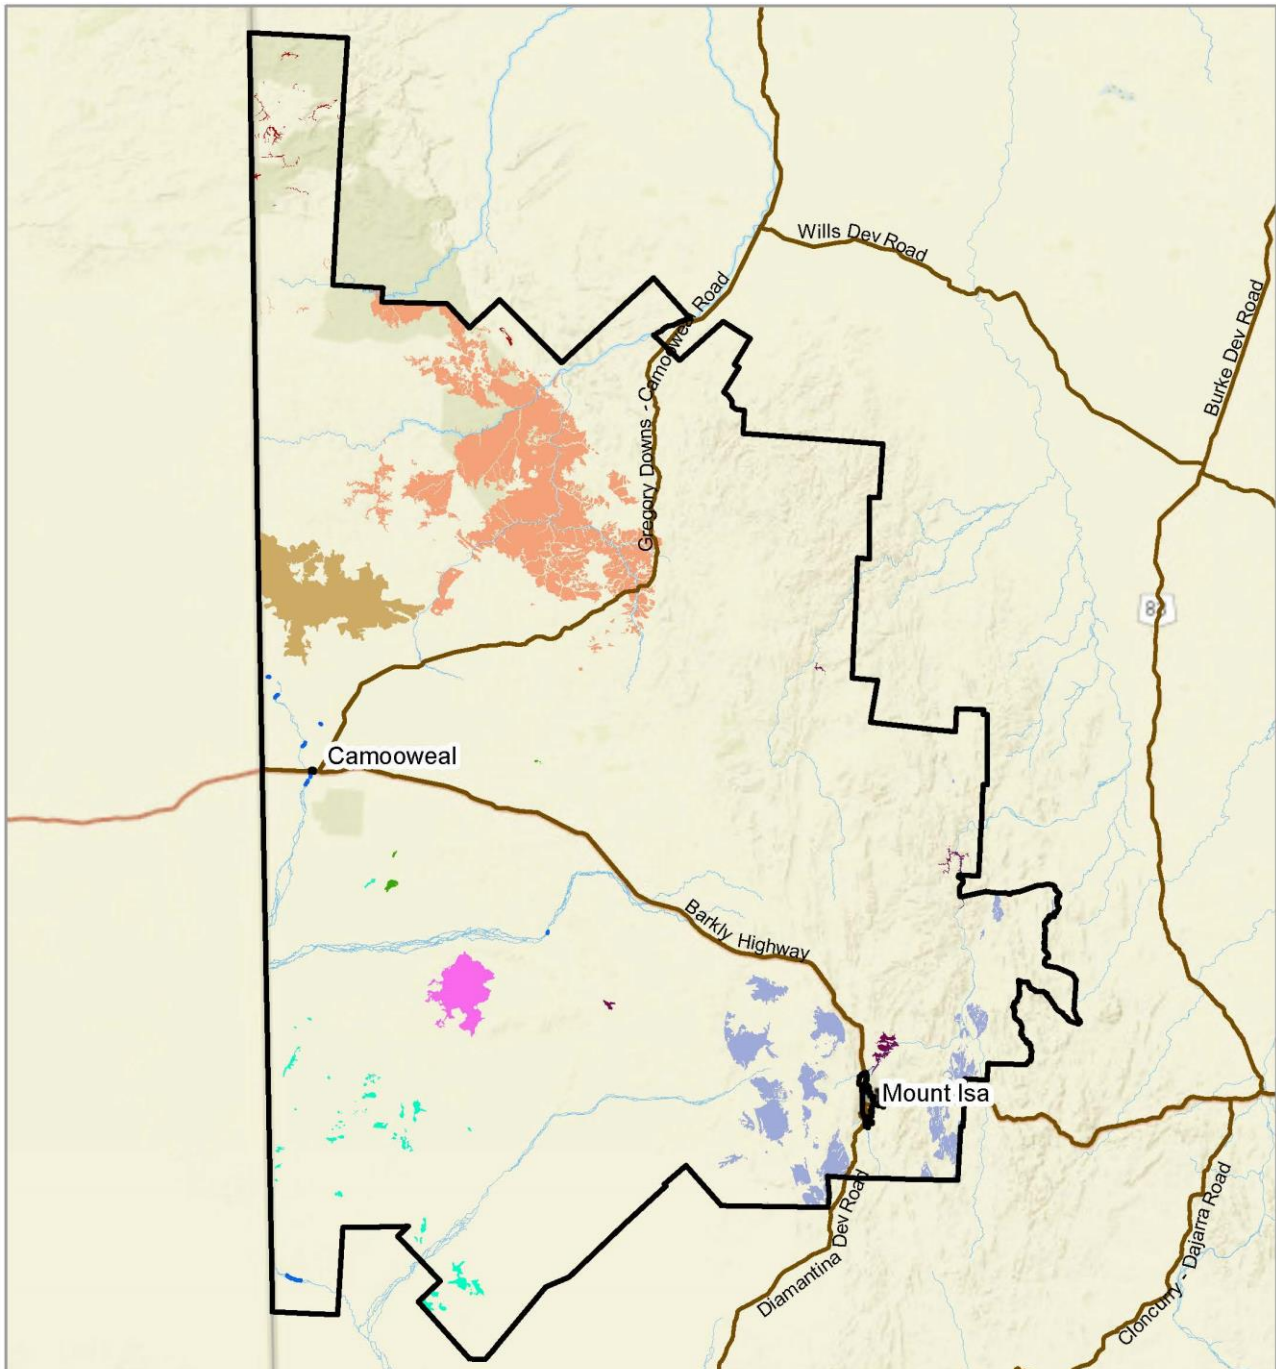 Wills Dev Road
Burke Dev Road
Gregory Downs - Camooweal Road
Camooweal
Barkly Highway
Mount Isa
Diamantina Dev Road
Cloncurry - Dajarra Road